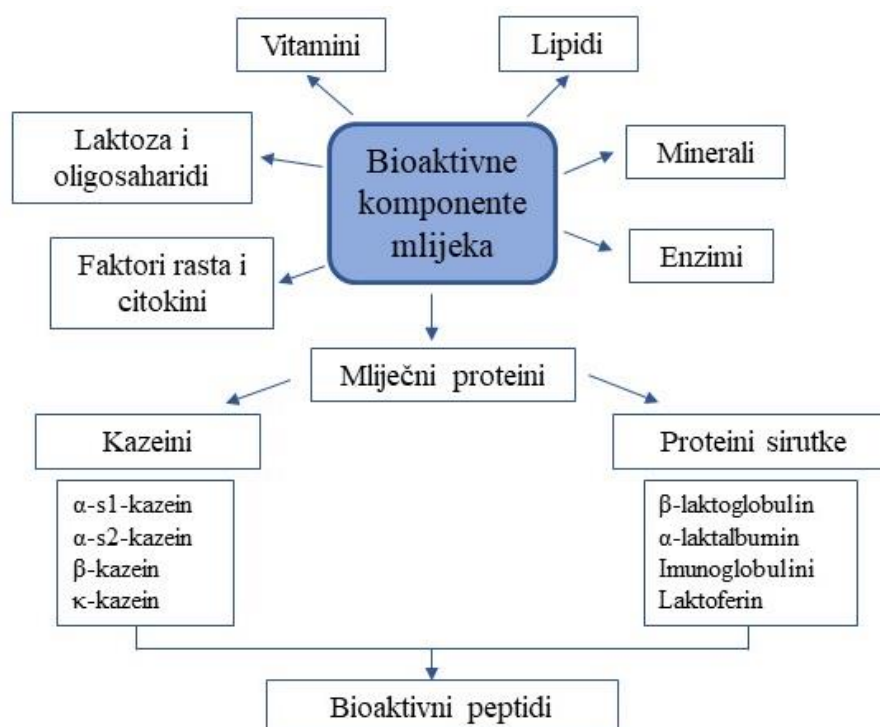 Vitamini
Lipidi
Laktoza i
oligosaharidi
Bioaktivne
komponente
mlijeka
Minerali
Faktori rasta i
citokini
Enzimi
Mliječni proteini
Kazeini
Proteini sirutke
α-s1-kazein
α-s2-kazein
β-kazein
κ-kazein
β-laktoglobulin
α-laktalbumin
Imunoglobulini
Laktoferin
Bioaktivni peptidi